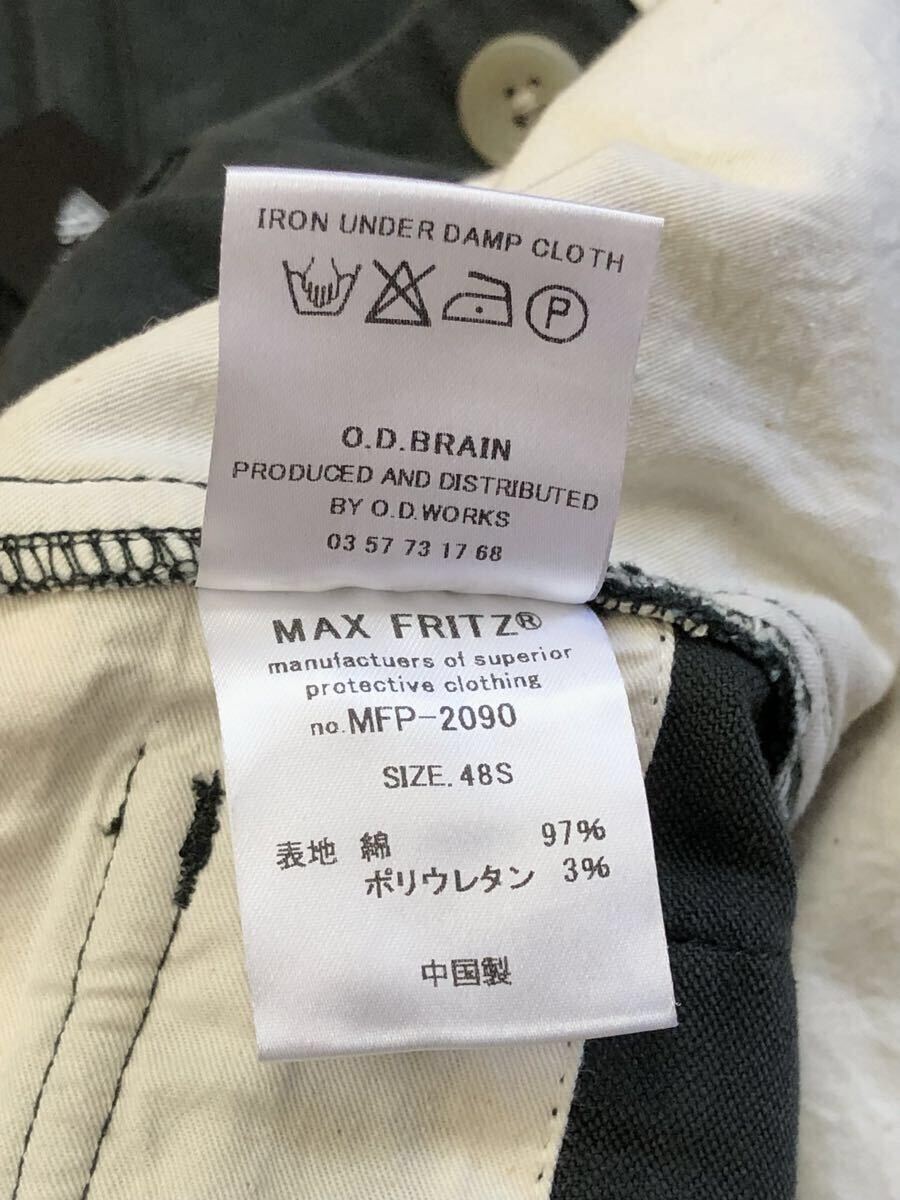 IRON UNDER DAMP CLOTH
P
O.D.BRAIN
PRODUCED AND DISTRIBUTED
BY O.D.WORKS
03 57 73 17 68
MAX FRITZ®
manufactuers of superior
protective clothing
no.MFP-2090
SIZE.48S
表地 綿 97%
ポリウレタン 3%
中国製